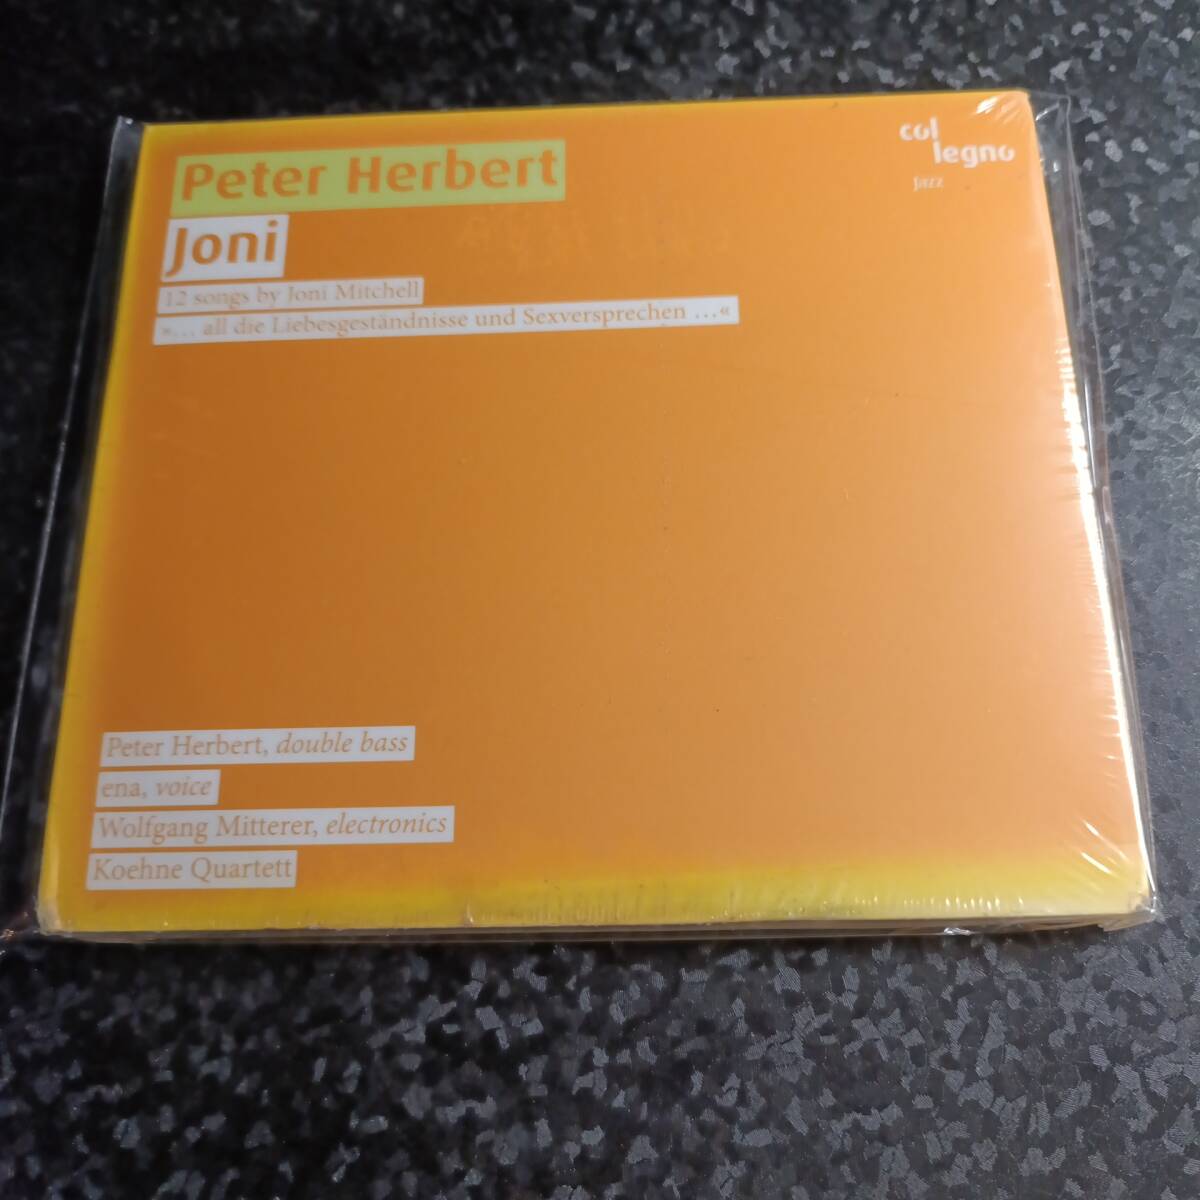 Peter Herbert
Joni
12 songs by Joni Mitchell
»… all die Liebesgeständnisse und Sexversprechen …«
col
legno
Jazz
Peter Herbert, double bass
ena, voice
Wolfgang Mitterer, electronics
Koehne Quartett